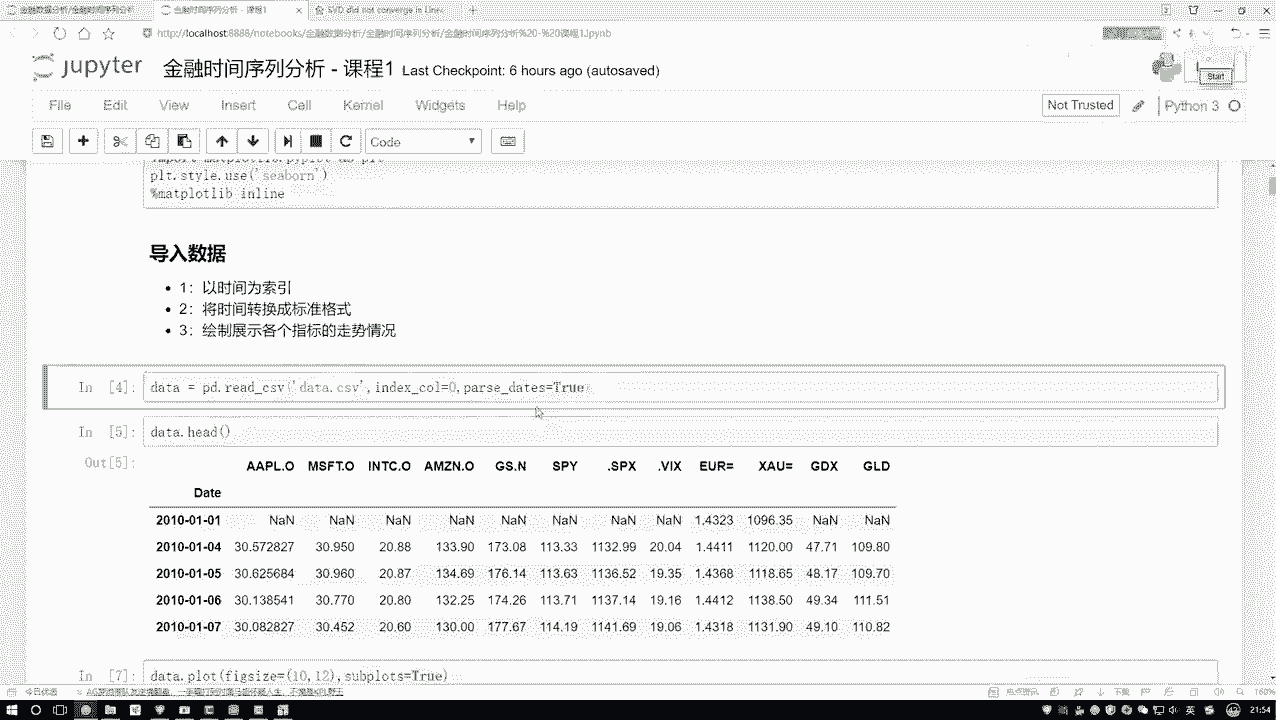 金融数据分析/金融时间序列分析
金融时间序列分析 - 课程1
SVD did not converge in Line
http://localhost:8888/notebooks/金融数据分析/金融时间序列分析/金融时间序列分析%20-%20课程1.ipynb
jupyter 金融时间序列分析 - 课程1 Last Checkpoint: 6 hours ago (autosaved)
Start
File Edit View Insert Cell Kernel Widgets Help
Not Trusted
Python 3
Code
import matplotlib.pyplot as plt
plt.style.use('seaborn')
%matplotlib inline
导入数据
1：以时间为索引
2：将时间转换成标准格式
3：绘制展示各个指标的走势情况
In [4]: data = pd.read_csv('data.csv',index_col=0,parse_dates=True)
In [5]: data.head()
Out[5]:
AAPL.O MSFT.O INTC.O AMZN.O GS.N SPY .SPX .VIX EUR= XAU= GDX GLD
Date
2010-01-01 NaN NaN NaN NaN NaN NaN NaN NaN 1.4323 1096.35 NaN NaN
2010-01-04 30.572827 30.950 20.88 133.90 173.08 113.33 1132.99 20.04 1.4411 1120.00 47.71 109.80
2010-01-05 30.625684 30.960 20.87 134.69 176.14 113.63 1136.52 19.35 1.4368 1118.65 48.17 109.70
2010-01-06 30.138541 30.770 20.80 132.25 174.26 113.71 1137.14 19.16 1.4412 1138.50 49.34 111.51
2010-01-07 30.082827 30.452 20.60 130.00 177.67 114.19 1141.69 19.06 1.4318 1131.90 49.10 110.82
In [7]: data.plot(figsize=(10,12),subplots=True)
今日优选
下载
160%
英
21:54